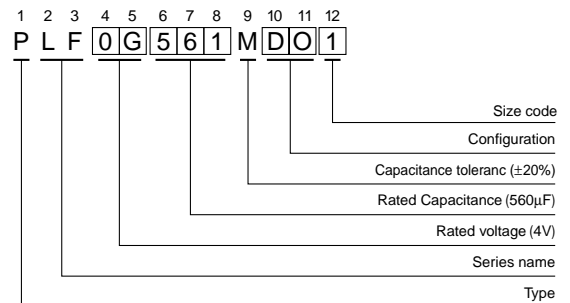 1 2 3 4 5 6 7 8 9 10 11 12
P L F 0 G 5 6 1 M D O 1
Size code
Configuration
Capacitance toleranc (±20%)
Rated Capacitance (560μF)
Rated voltage (4V)
Series name
Type